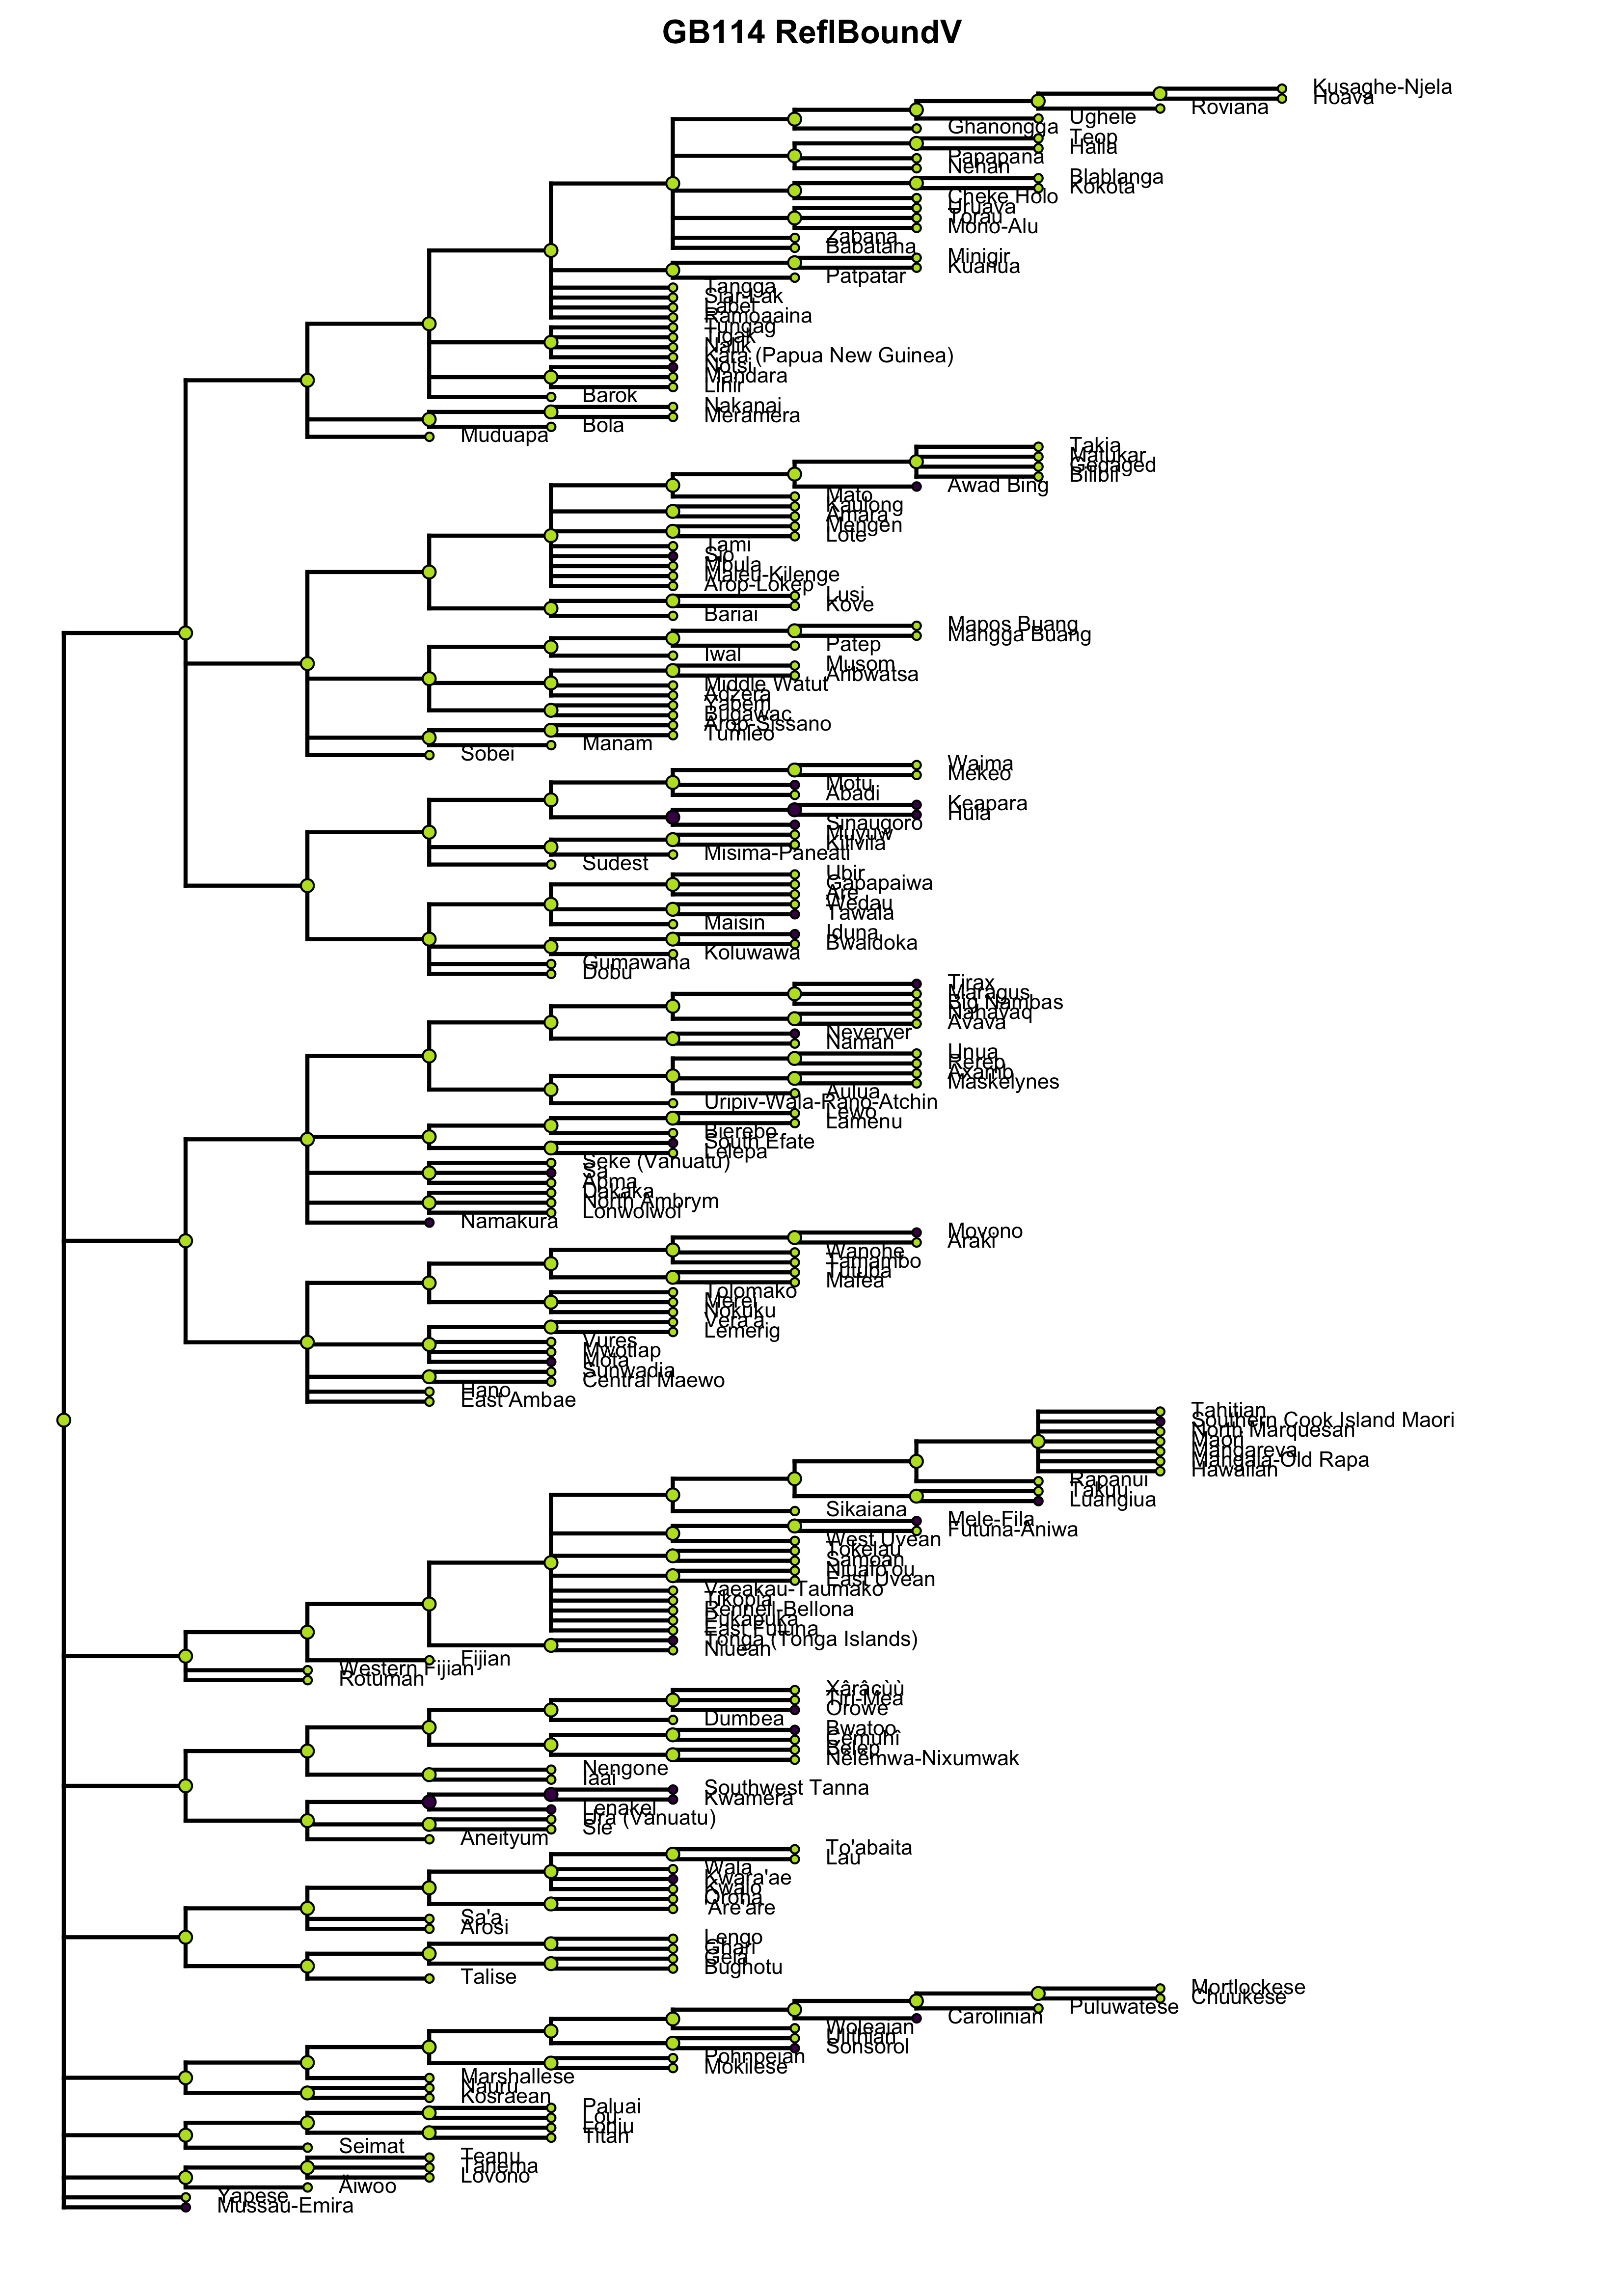 GB114 ReflBoundV
Kusaghe-Njela
Hoava
Roviana
Ughele
Ghanongga
Teop
Halia
Papapana
Nehan
Blablanga
Kokota
Cheke Holo
Uruava
Torau
Mono-Alu
Zabana
Babatana
Minigir
Kuanua
Patpatar
Tangga
Siar-Lak
Label
Ramoaaina
Tungag
Tigak
Nalik
Kara (Papua New Guinea)
Notsi
Mandara
Lihir
Barok
Nakanai
Meramera
Bola
Muduapa
Takia
Matukar
Gedaged
Bilibil
Awad Bing
Mato
Kaulong
Amara
Mengen
Lote
Tami
Sio
Mbula
Maleu-Kilenge
Arop-Lokep
Lusi
Kove
Bariai
Mapos Buang
Mangga Buang
Patep
Iwal
Musom
Aribwatsa
Middle Watut
Adzera
Yabem
Bugawac
Arop-Sissano
Tumleo
Manam
Sobei
Waima
Mekeo
Motu
Abadi
Keapara
Hula
Sinaugoro
Muyuw
Kilivila
Misima-Paneati
Sudest
Ubir
Gapapaiwa
Are
Wedau
Tawala
Maisin
Iduna
Bwaidoka
Koluwawa
Gumawana
Dobu
Tirax
Maragus
Big Nambas
Nahavaq
Avava
Neverver
Naman
Unua
Rerep
Axamb
Maskelynes
Aulua
Uripiv-Wala-Rano-Atchin
Lewo
Lamenu
Bierebo
South Efate
Lelepa
Seke (Vanuatu)
Sa
Apma
Dakaka
North Ambrym
Lonwolwol
Namakura
Movono
Araki
Wanohe
Tamambo
Tutuba
Mafea
Tolomako
Merei
Nokuku
Vera'a
Lemerig
Vures
Mwotlap
Mota
Sunwadia
Central Maewo
Hano
East Ambae
Tahitian
Southern Cook Island Maori
North Marquesan
Maori
Mangareva
Mangaia-Old Rapa
Hawaiian
Rapanui
Takuu
Luangiua
Sikaiana
Mele-Fila
Futuna-Aniwa
West Uvean
Tokelau
Samoan
Niuafo'ou
East Uvean
Vaeakau-Taumako
Tikopia
Rennell-Bellona
Pukapuka
East Futuna
Tonga (Tonga Islands)
Niuean
Fijian
Western Fijian
Rotuman
Xârâcùù
Tiri-Mea
Orowe
Dumbea
Bwatoo
Cemuhî
Belep
Nelemwa-Nixumwak
Nengone
Iaai
Southwest Tanna
Kwamera
Lenakel
Ura (Vanuatu)
Sie
Aneityum
To'abaita
Lau
Wala
Kwara'ae
Kwaio
Oroha
'Are'are
Sa'a
Arosi
Lengo
Ghari
Gela
Bughotu
Talise
Mortlockese
Chuukese
Puluwatese
Carolinian
Woleaian
Ulithian
Sonsorol
Pohnpeian
Mokilese
Marshallese
Nauru
Kosraean
Paluai
Lou
Loniu
Titan
Seimat
Teanu
Tanema
Lovono
Äiwoo
Yapese
Mussau-Emira